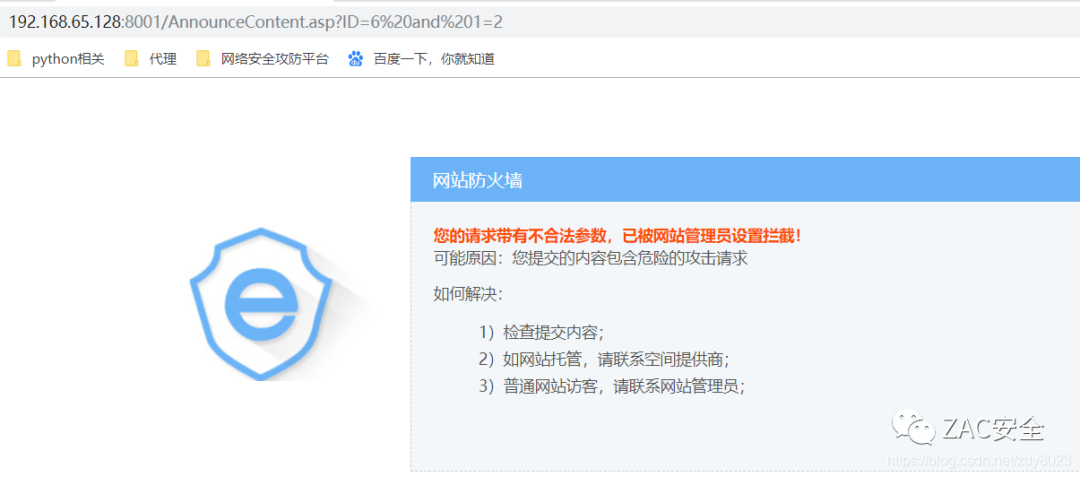 192.168.65.128:8001/AnnounceContent.asp?ID=6%20and%201=2
python相关 代理 网络安全攻防平台 百度一下，你就知道
网站防火墙
您的请求带有不合法参数，已被网站管理员设置拦截！
可能原因：您提交的内容包含危险的攻击请求
如何解决：
1）检查提交内容；
2）如网站托管，请联系空间提供商；
3）普通网站访客，请联系网站管理员；
ZAC安全
https://blog.csdn.net/zdy8023